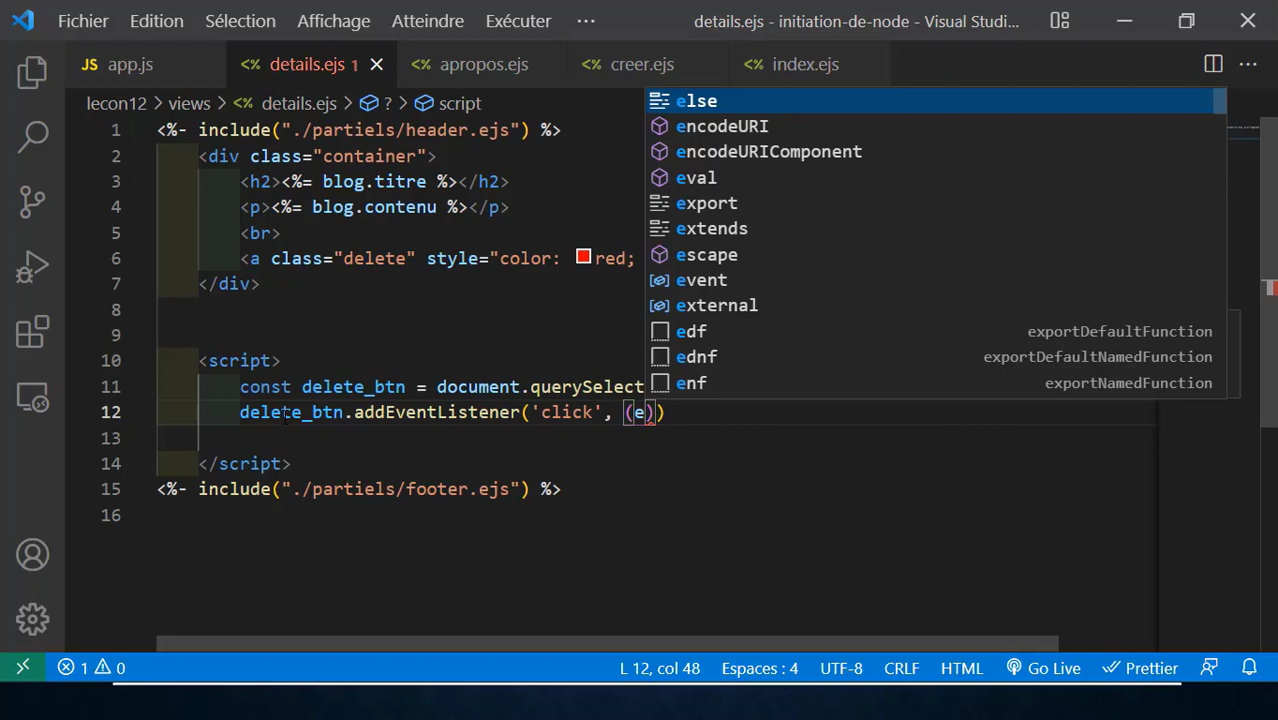 Fichier Edition Sélection Affichage Atteindre Exécuter ··· details.ejs - initiation-de-node - Visual Studi...
JS app.js <%> details.ejs 1 <%> apropos.ejs <%> creer.ejs <%> index.ejs ···
lecon12 > views > <%> details.ejs > ? > script
1 <%- include("./partiels/header.ejs") %>
2 <div class="container">
3 <h2><%= blog.titre %></h2>
4 <p><%= blog.contenu %></p>
5 <br>
6 <a class="delete" style="color: red;
7 </div>
8
9
10 <script>
11 const delete_btn = document.querySelect
12 delete_btn.addEventListener('click', (e))
13
14 </script>
15 <%- include("./partiels/footer.ejs") %>
16
else
encodeURI
encodeURIComponent
eval
export
extends
escape
event
external
edf exportDefaultFunction
ednf exportDefaultNamedFunction
enf exportNamedFunction
1 0 L 12, col 48 Espaces : 4 UTF-8 CRLF HTML Go Live Prettier